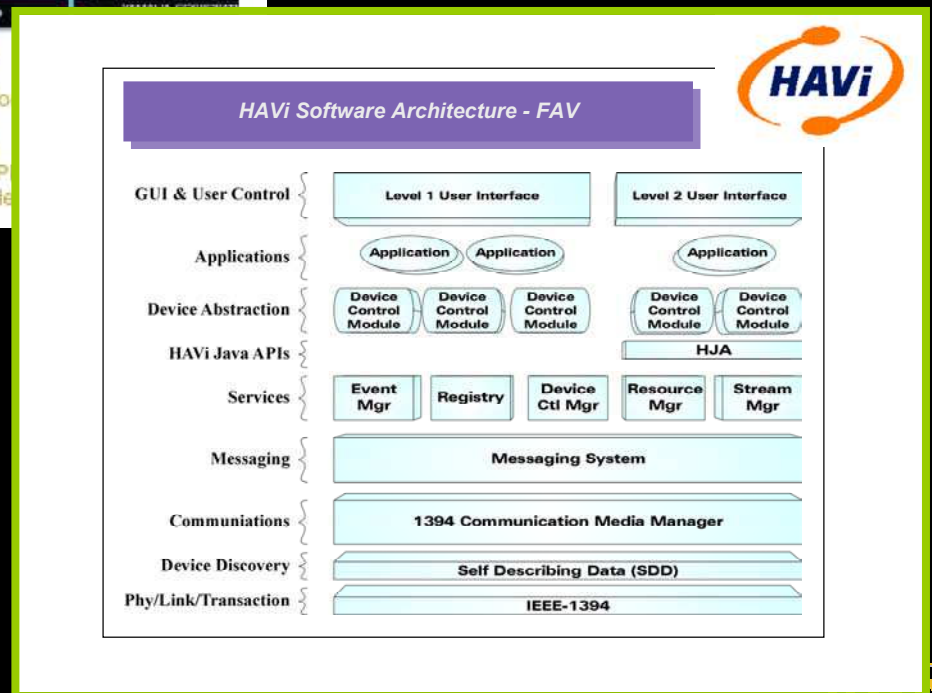 HAVi
HAVi Software Architecture - FAV
GUI & User Control
Level 1 User Interface
Level 2 User Interface
Applications
Application
Application
Application
Device Abstraction
Device Control Module
Device Control Module
Device Control Module
Device Control Module
Device Control Module
HAVi Java APIs
HJA
Services
Event Mgr
Registry
Device Ctl Mgr
Resource Mgr
Stream Mgr
Messaging
Messaging System
Communiations
1394 Communication Media Manager
Device Discovery
Self Describing Data (SDD)
Phy/Link/Transaction
IEEE-1394